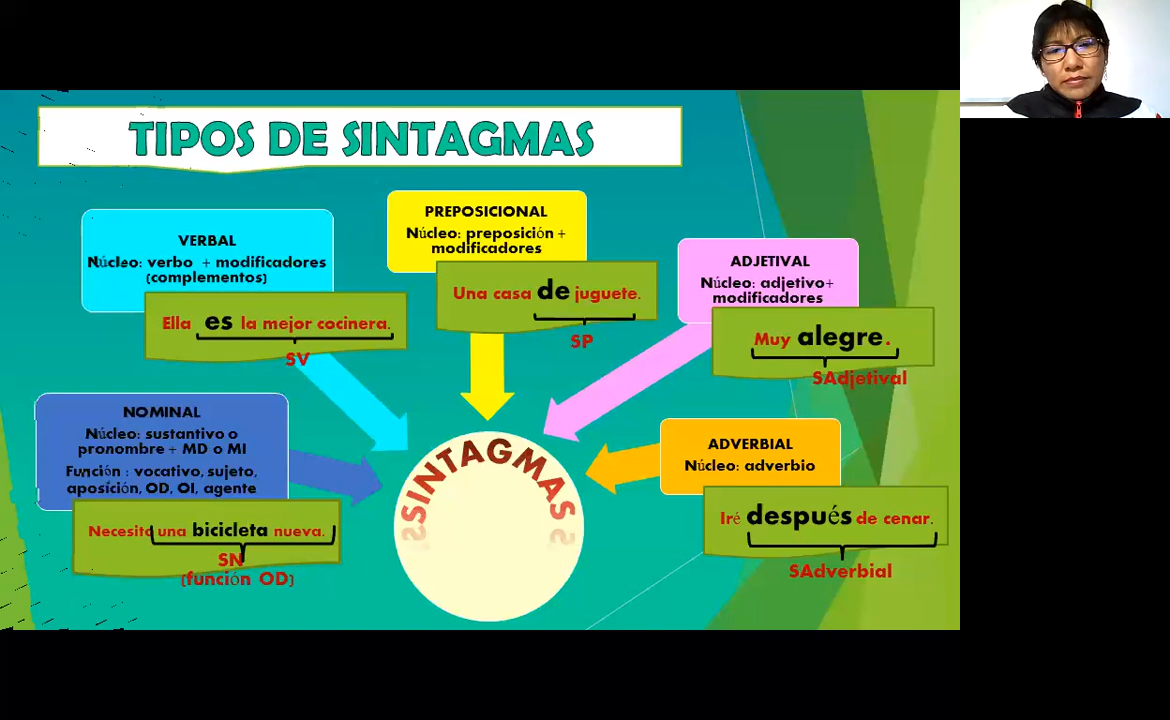 TIPOS DE SINTAGMAS
VERBAL
Núcleo: verbo + modificadores
(complementos)
Ella es la mejor cocinera.
SV
PREPOSICIONAL
Núcleo: preposición +
modificadores
Una casa de juguete.
SP
ADJETIVAL
Núcleo: adjetivo+
modificadores
Muy alegre.
SAdjetival
NOMINAL
Núcleo: sustantivo o
pronombre + MD o MI
Función : vocativo, sujeto,
aposición, OD, OI, agente
Necesito una bicicleta nueva.
SN
(función OD)
ADVERBIAL
Núcleo: adverbio
Iré después de cenar.
SAdverbial
SINTAGMAS